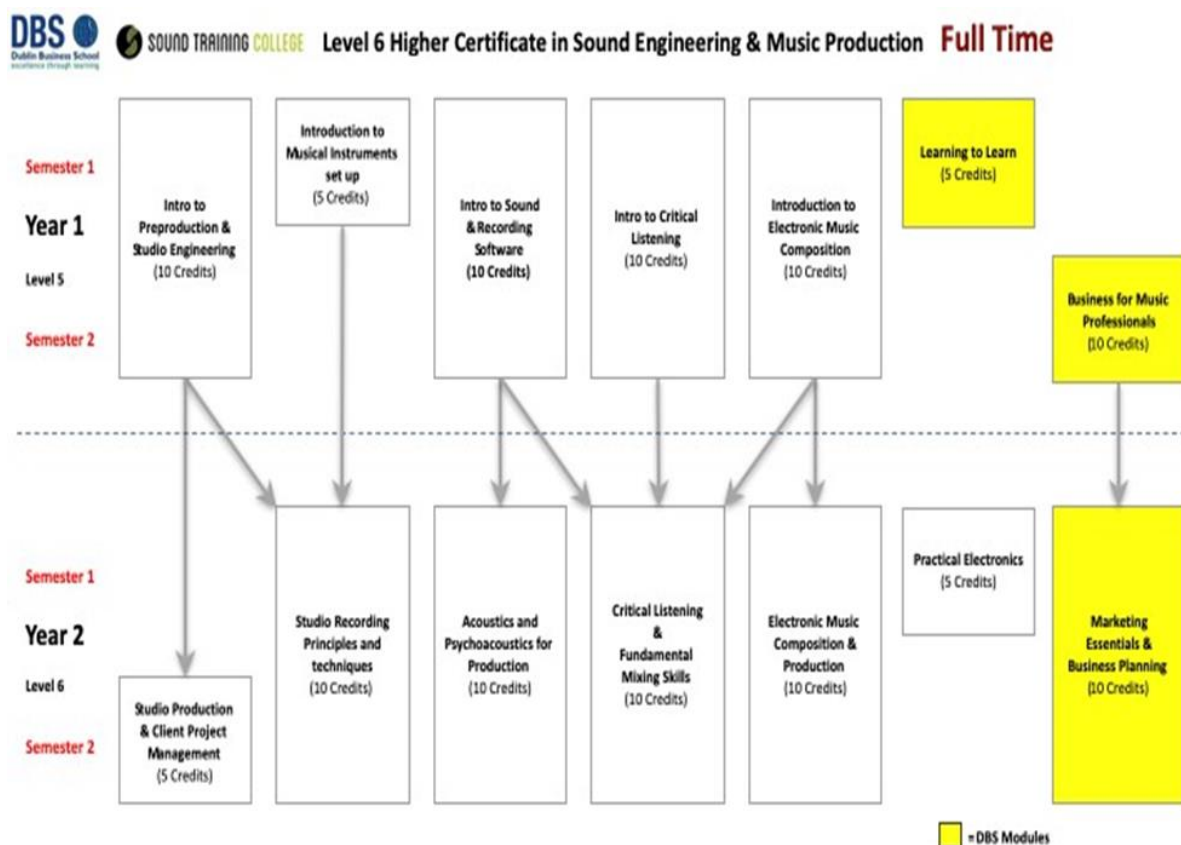 DBS
Dublin Business School
excellence through learning
SOUND TRAINING COLLEGE
Level 6 Higher Certificate in Sound Engineering & Music Production Full Time
Semester 1
Year 1
Level 5
Semester 2
Intro to
Preproduction &
Studio Engineering
(10 Credits)
Introduction to
Musical Instruments
set up
(5 Credits)
Intro to Sound
& Recording
Software
(10 Credits)
Intro to Critical
Listening
(10 Credits)
Introduction to
Electronic Music
Composition
(10 Credits)
Learning to Learn
(5 Credits)
Business for Music
Professionals
(10 Credits)
Semester 1
Year 2
Level 6
Semester 2
Studio Production
& Client Project
Management
(5 Credits)
Studio Recording
Principles and
techniques
(10 Credits)
Acoustics and
Psychoacoustics for
Production
(10 Credits)
Critical Listening
&
Fundamental
Mixing Skills
(10 Credits)
Electronic Music
Composition &
Production
(10 Credits)
Practical Electronics
(5 Credits)
Marketing
Essentials &
Business Planning
(10 Credits)
= DBS Modules